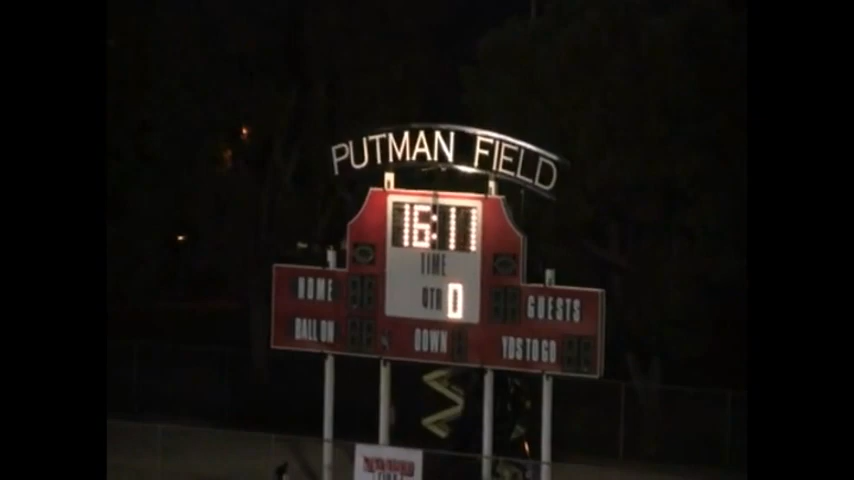 PUTMAN FIELD
16:11
TIME
QTR 0
HOME
GUESTS
BALL ON
DOWN
YDS TO GO